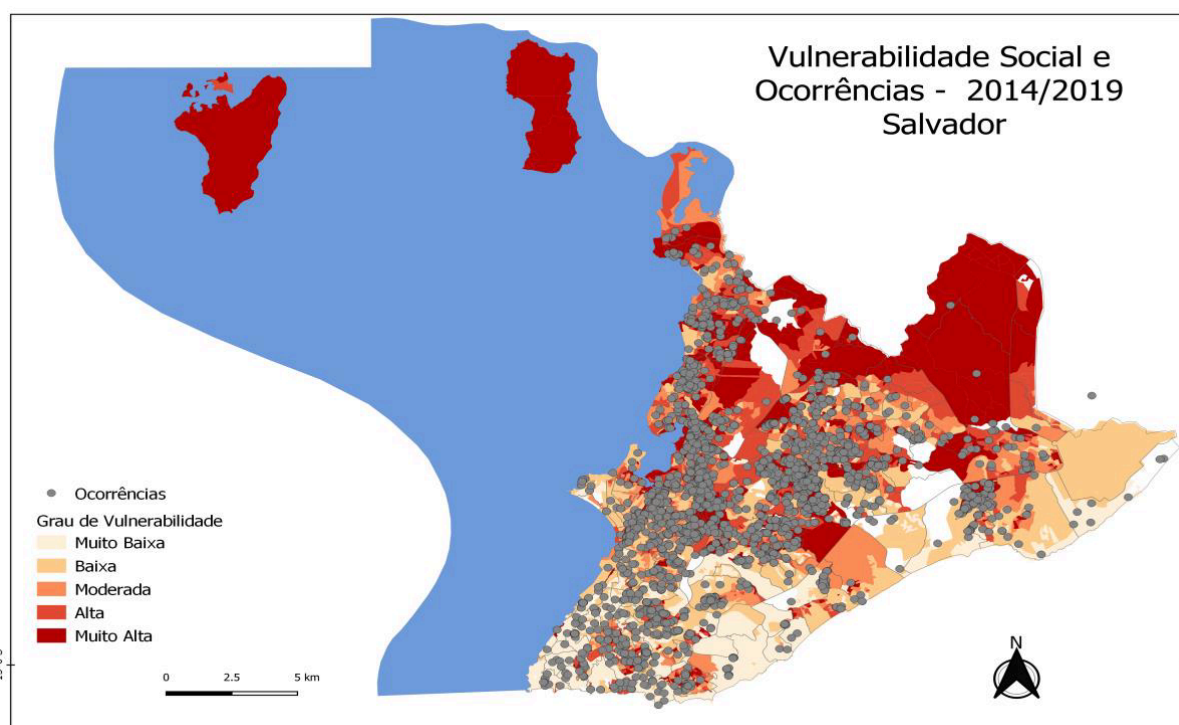 Vulnerabilidade Social e
Ocorrências - 2014/2019
Salvador
Ocorrências
Grau de Vulnerabilidade
Muito Baixa
Baixa
Moderada
Alta
Muito Alta
0 2.5 5 km
N